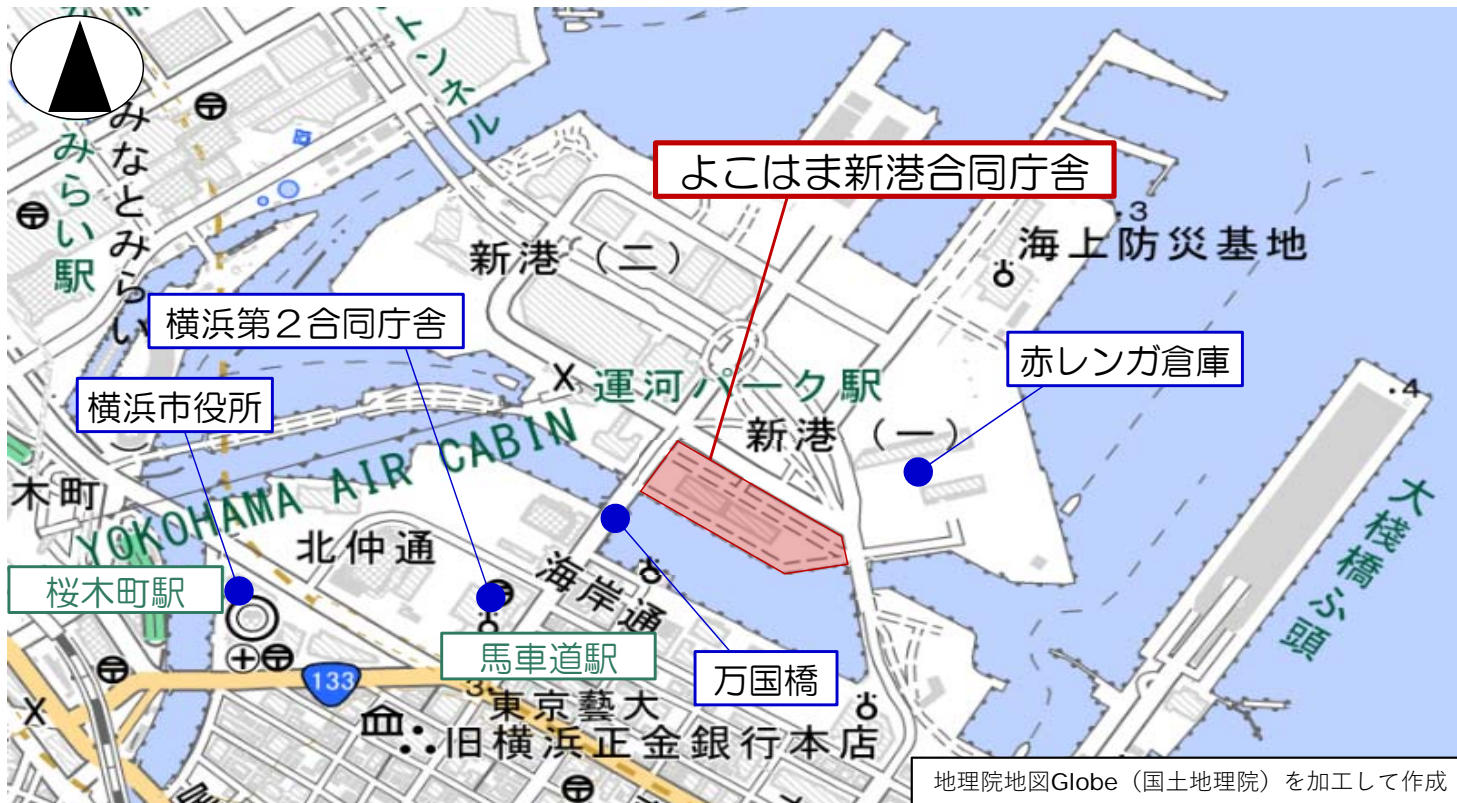 トンネル
みなとみらい
みらい駅
よこはま新港合同庁舎
3
海上防災基地
新港(二)
横浜第2合同庁舎
赤レンガ倉庫
運河パーク駅
横浜市役所
4
新港(一)
YOKOHAMA AIR CABIN
木町
大桟橋ふ頭
北仲通
海岸通
桜木町駅
馬車道駅
万国橋
133
3
東京藝大
旧横浜正金銀行本店
地理院地図Globe(国土地理院)を加工して作成